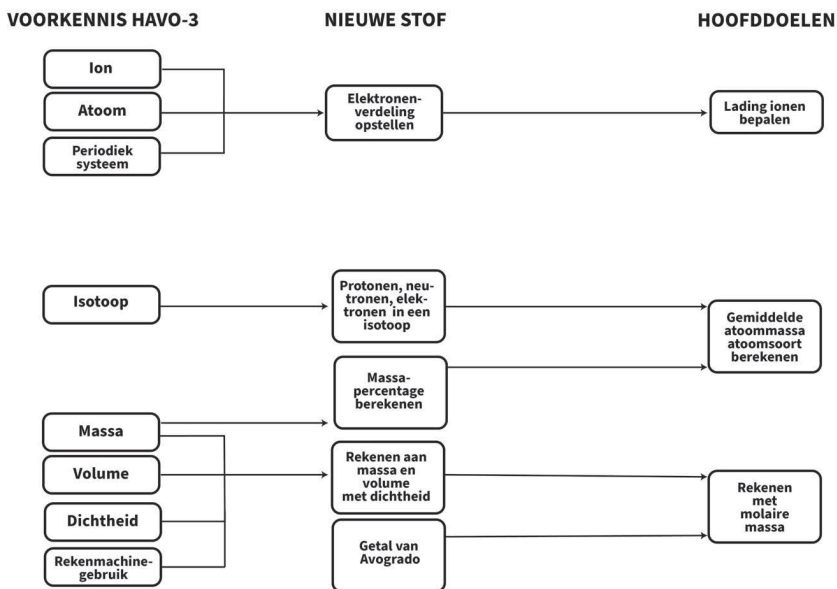 VOORKENNIS HAVO-3
NIEUWE STOF
HOOFDDOELEN
Ion
Atoom
Periodiek
systeem
Elektronen-
verdeling
opstellen
Lading ionen
bepalen
Isotoop
Protonen, neu-
tronen, elek-
tronen in een
isotoop
Gemiddelde
atoommassa
atoomsoort
berekenen
Massa-
percentage
berekenen
Massa
Volume
Dichtheid
Rekenmachine-
gebruik
Rekenen aan
massa en
volume
met dichtheid
Getal van
Avogrado
Rekenen
met
molaire
massa